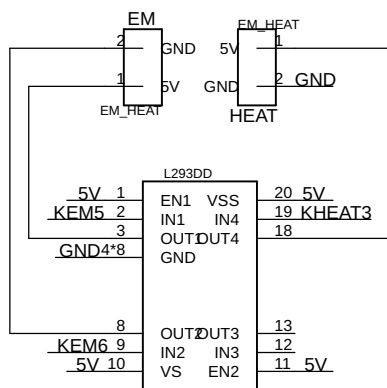 EM
EM_HEAT
2 GND
5V 1
1 5V
GND 2 GND
EM_HEAT
HEAT
L293DD
5V 1 EN1 VSS 20 5V
KEM5 2 IN1 IN4 19 KHEAT3
3 OUT1 OUT4 18
GND 4*8 GND
8 OUT2 OUT3 13
KEM6 9 IN2 IN3 12
5V 10 VS EN2 11 5V